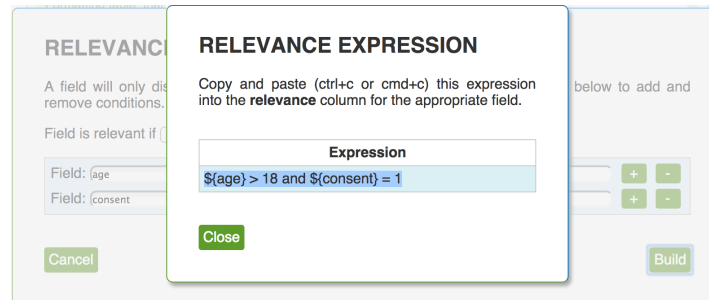 RELEVANC
A field will only dis
below to add and
remove conditions.
Field is relevant if
Field: age
+ -
Field: consent
+ -
Cancel
Build
RELEVANCE EXPRESSION
Copy and paste (ctrl+c or cmd+c) this expression
into the relevance column for the appropriate field.
Expression
${age} > 18 and ${consent} = 1
Close